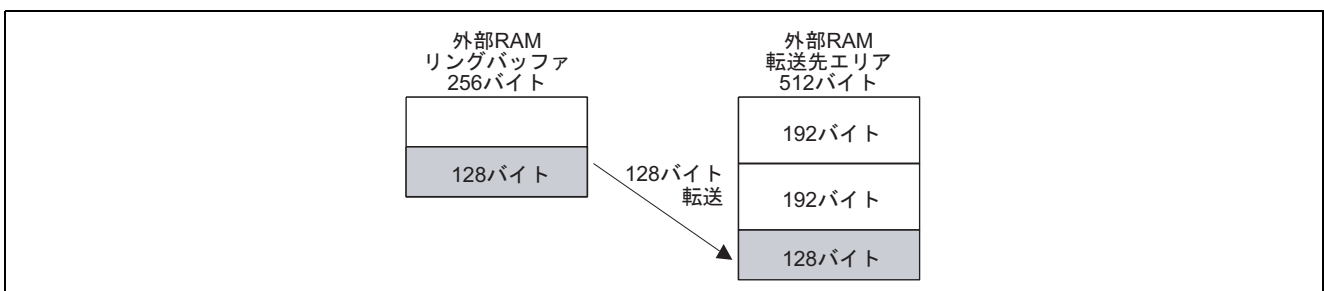 外部RAM
リングバッファ
256バイト
128バイト
128バイト
転送
外部RAM
転送先エリア
512バイト
192バイト
192バイト
128バイト